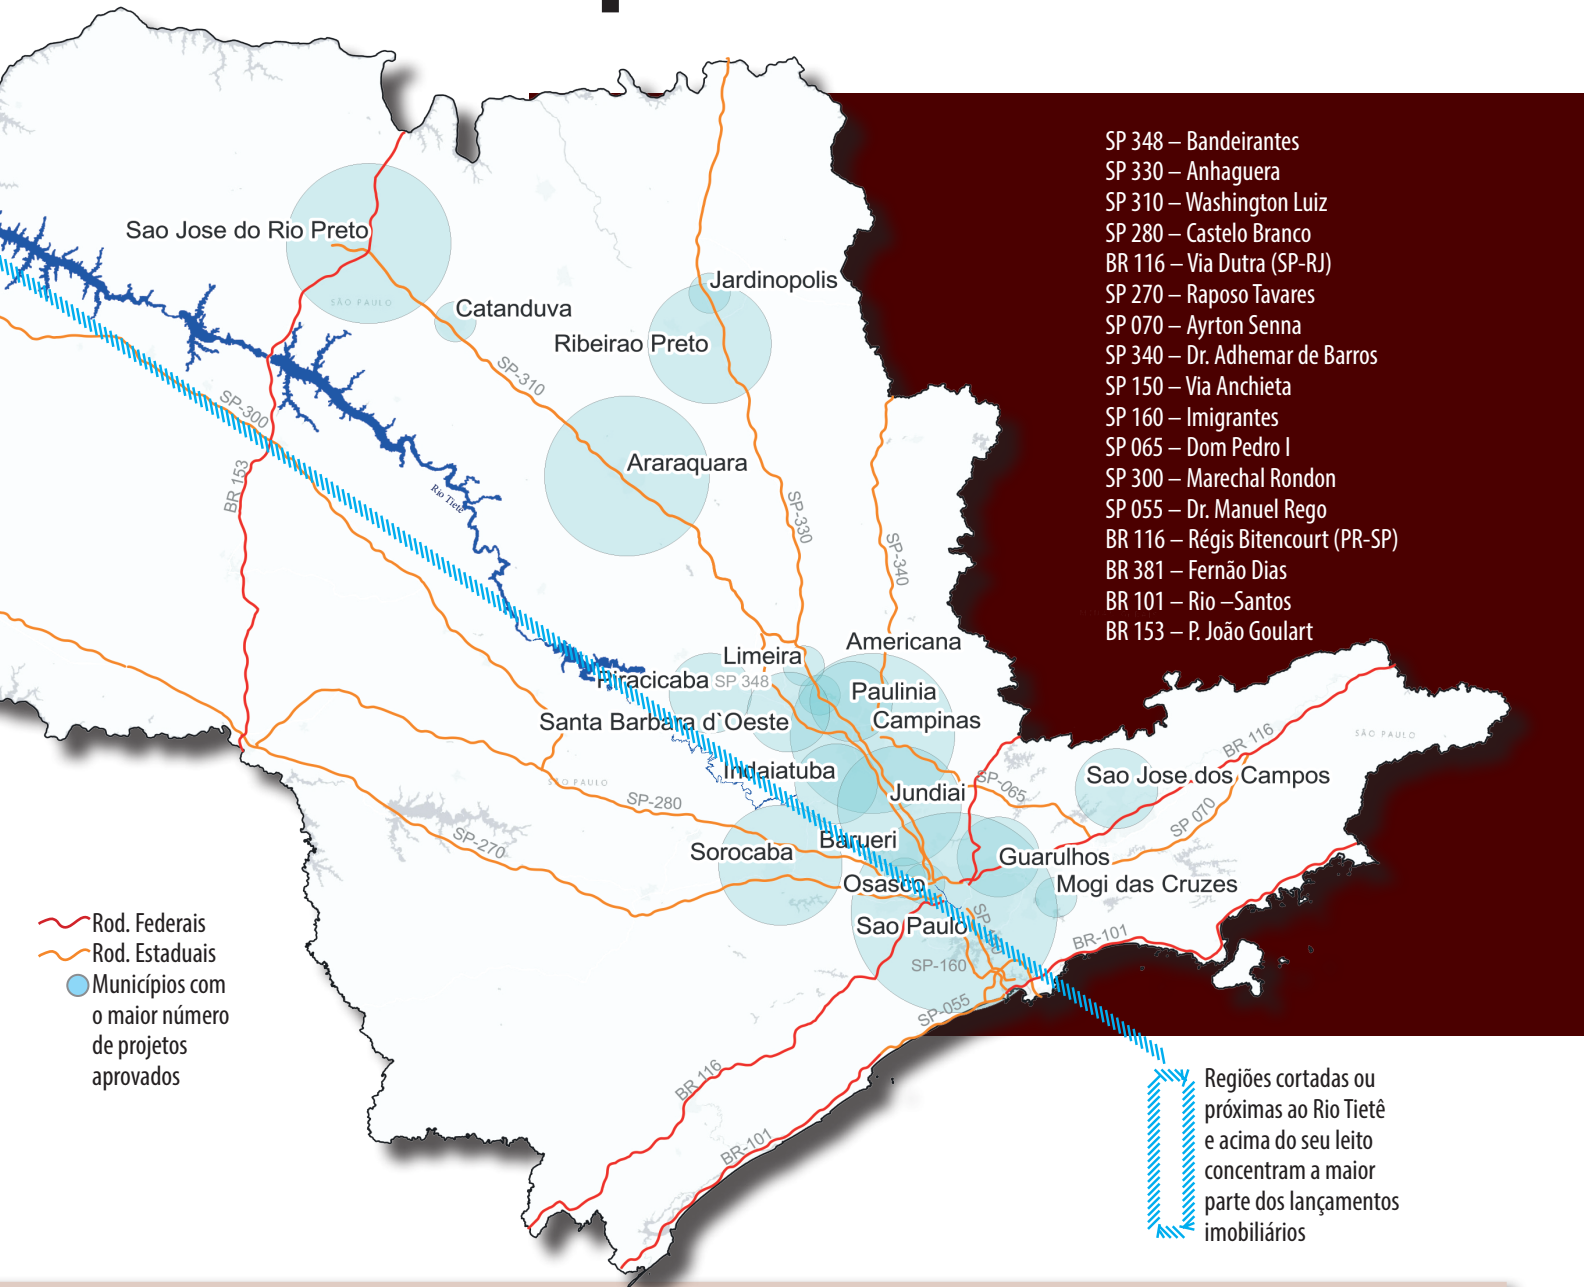 SP 348 – Bandeirantes
SP 330 – Anhaguera
SP 310 – Washington Luiz
SP 280 – Castelo Branco
BR 116 – Via Dutra (SP-RJ)
SP 270 – Raposo Tavares
SP 070 – Ayrton Senna
SP 340 – Dr. Adhemar de Barros
SP 150 – Via Anchieta
SP 160 – Imigrantes
SP 065 – Dom Pedro I
SP 300 – Marechal Rondon
SP 055 – Dr. Manuel Rego
BR 116 – Régis Bitencourt (PR-SP)
BR 381 – Fernão Dias
BR 101 – Rio –Santos
BR 153 – P. João Goulart
Sao Jose do Rio Preto
SÃO PAULO
Catanduva
Jardinopolis
Ribeirao Preto
SP-310
SP-300
Araraquara
BR 153
Rio Tietê
SP-330
SP-340
Americana
Limeira
Piracicaba
SP 348
Paulinia
Santa Barbara d`Oeste
Campinas
BR 116
SÃO PAULO
Indaiatuba
SÃO PAULO
Jundiai
SP-065
Sao Jose dos Campos
SP-280
SP 070
SP-270
Barueri
Sorocaba
Guarulhos
Osasco
Mogi das Cruzes
Sao Paulo
BR-101
SP-160
SP-055
BR 116
BR-101
Rod. Federais
Rod. Estaduais
Municípios com
o maior número
de projetos
aprovados
Regiões cortadas ou
próximas ao Rio Tietê
e acima do seu leito
concentram a maior
parte dos lançamentos
imobiliários